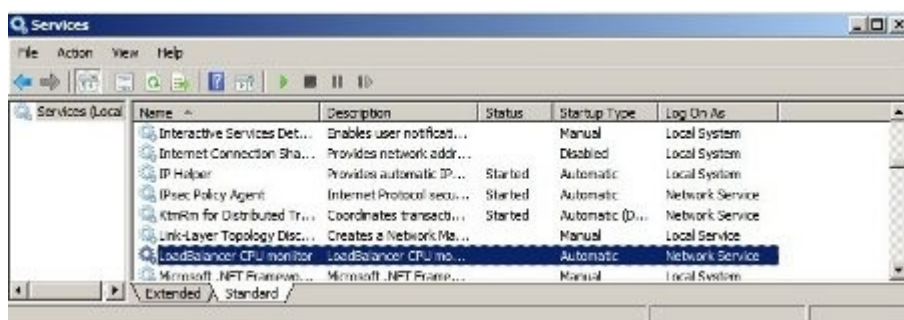 Services
File Action View Help
Services (Local
Name Description Status Startup Type Log On As
Interactive Services Det... Enables user notificati... Manual Local System
Internet Connection Sha... Provides network addr... Disabled Local System
IP Helper Provides automatic IP... Started Automatic Local System
IPsec Policy Agent Internet Protocol secu... Started Automatic Network Service
KtmRm for Distributed Tr... Coordinates transacti... Started Automatic (D... Network Service
Link-Layer Topology Disc... Creates a Network Ma... Manual Local Service
LoadBalancer CPU monitor LoadBalancer CPU mo... Automatic Network Service
Microsoft .NET Framewo... Microsoft .NET Frame... Manual Local System
Extended Standard